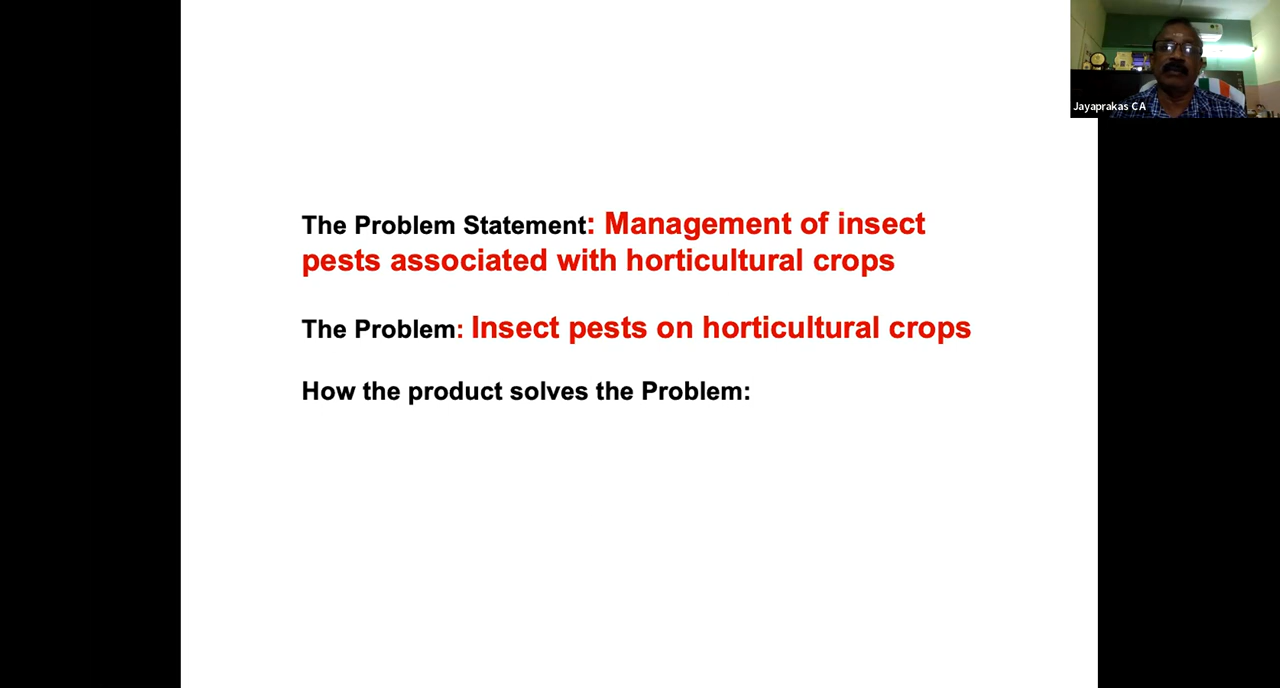 Jayaprakas CA
The Problem Statement: Management of insect
pests associated with horticultural crops
The Problem: Insect pests on horticultural crops
How the product solves the Problem: